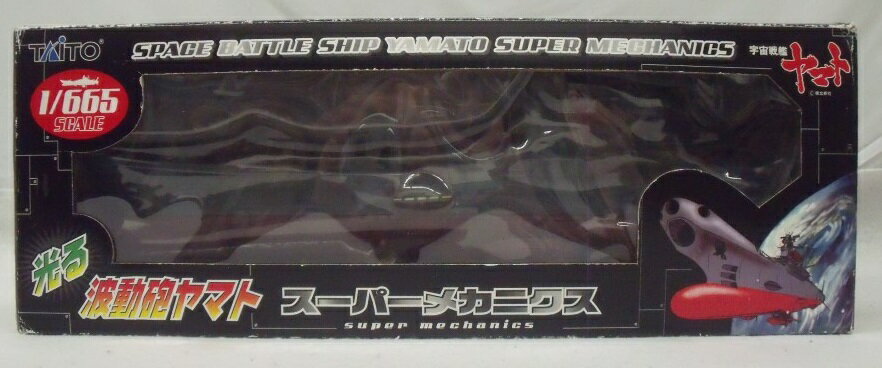 TAITO®
SPACE BATTLE SHIP YAMATO SUPER MECHANICS
宇宙戦艦
ヤマト
1/665
SCALE
光る
波動砲ヤマト
スーパーメカニクス
super mechanics